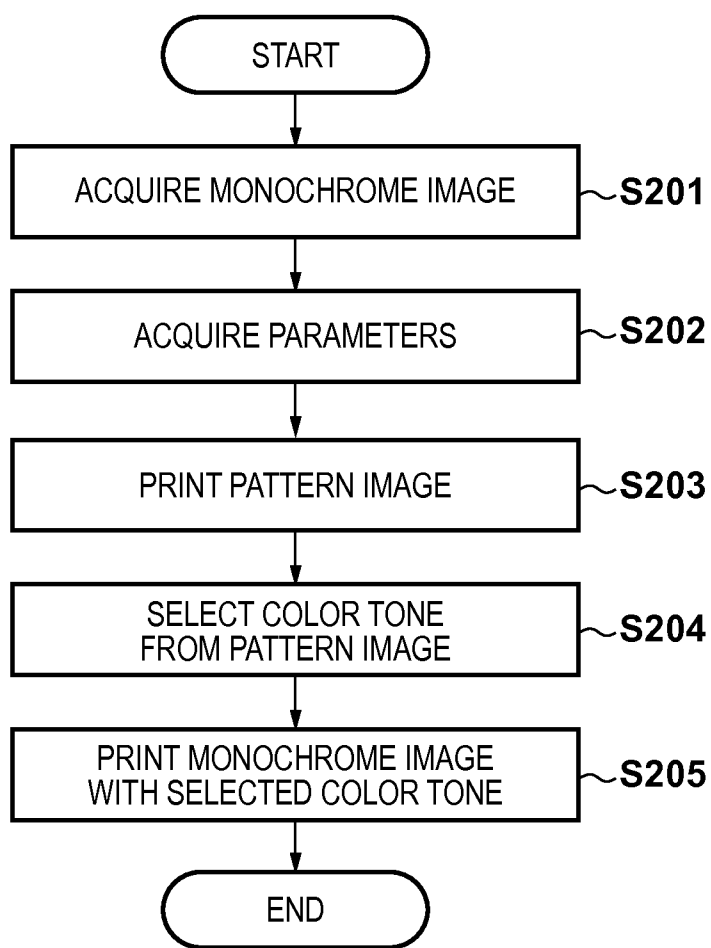 START
ACQUIRE MONOCHROME IMAGE
S201
ACQUIRE PARAMETERS
S202
PRINT PATTERN IMAGE
S203
SELECT COLOR TONE
FROM PATTERN IMAGE
S204
PRINT MONOCHROME IMAGE
WITH SELECTED COLOR TONE
S205
END